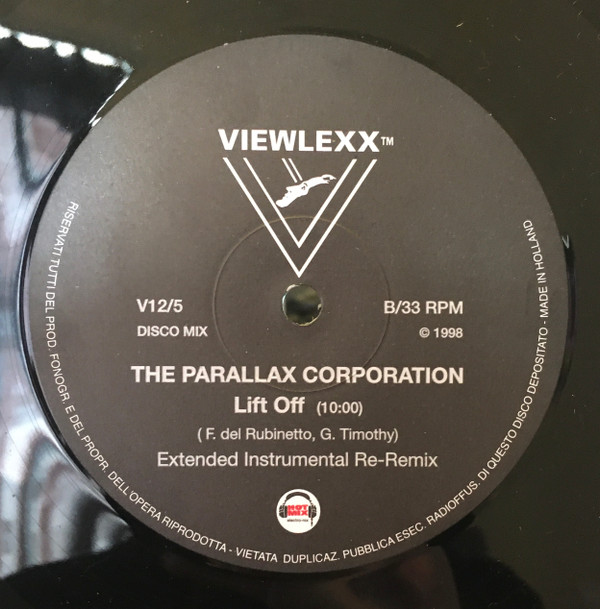 VIEWLEXX™
V12/5
B/33 RPM
DISCO MIX
© 1998
THE PARALLAX CORPORATION
Lift Off (10:00)
( F. del Rubinetto, G. Timothy)
Extended Instrumental Re-Remix
HOT MIX
RISERVATI TUTTI DEL PROD. FONOGR. E DEL PROPR. DELL'OPERA RIPRODOTTA - VIETATA DUPLICAZ. PUBBLICA ESEC. RADIOFFUS. DI QUESTO DISCO DEPOSITATO - MADE IN HOLLAND